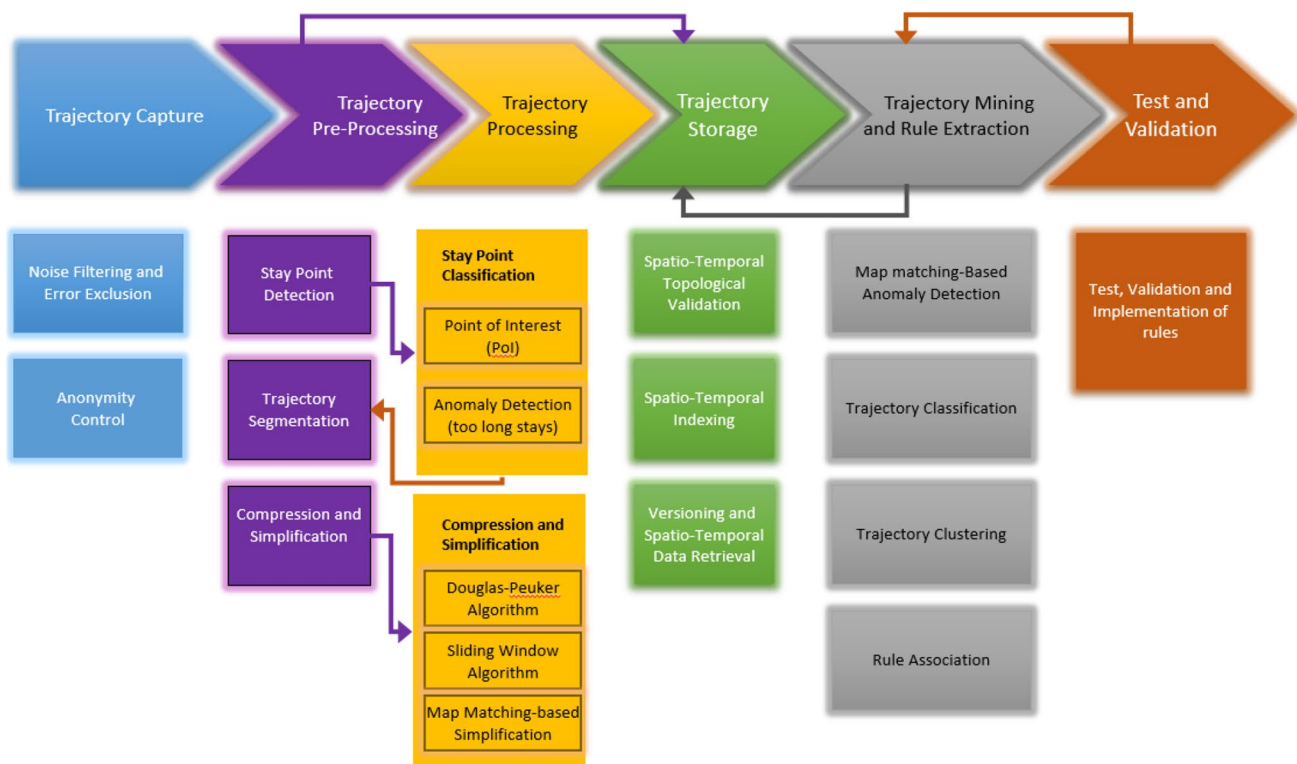 Trajectory Capture
Trajectory
Pre-Processing
Trajectory
Processing
Trajectory
Storage
Trajectory Mining
and Rule Extraction
Test and
Validation
Noise Filtering and
Error Exclusion
Anonymity
Control
Stay Point
Detection
Trajectory
Segmentation
Compression and
Simplification
Stay Point
Classification
Point of Interest
(PoI)
Anomaly Detection
(too long stays)
Compression and
Simplification
Douglas-Peuker
Algorithm
Sliding Window
Algorithm
Map Matching-based
Simplification
Spatio-Temporal
Topological
Validation
Spatio-Temporal
Indexing
Versioning and
Spatio-Temporal
Data Retrieval
Map matching-Based
Anomaly Detection
Trajectory Classification
Trajectory Clustering
Rule Association
Test, Validation and
Implementation of
rules